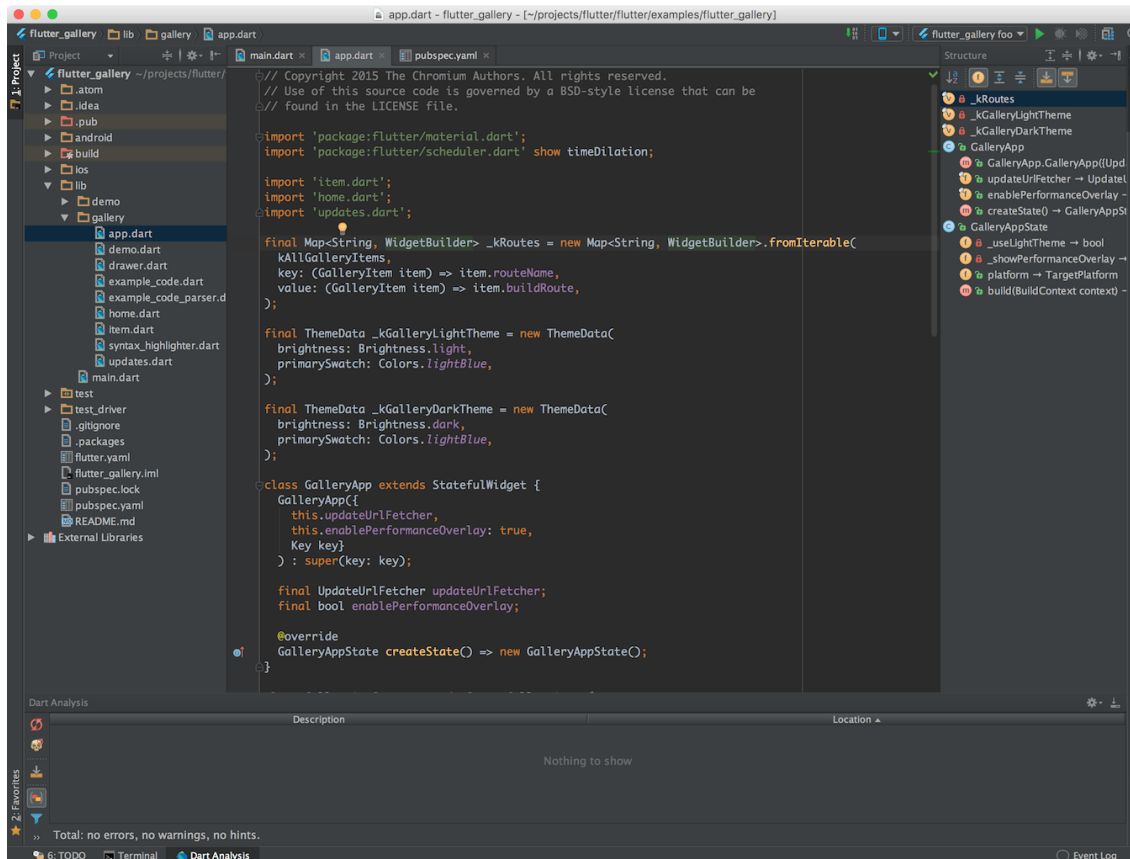 app.dart - flutter_gallery - [~/projects/flutter/flutter/examples/flutter_gallery]
flutter_gallery lib gallery app.dart
flutter_gallery foo
1: Project
2: Favorites
Project
flutter_gallery ~/projects/flutter/
.atom
.idea
.pub
android
build
ios
lib
demo
gallery
app.dart
demo.dart
drawer.dart
example_code.dart
example_code_parser.d
home.dart
item.dart
syntax_highlighter.dart
updates.dart
main.dart
test
test_driver
.gitignore
.packages
flutter.yaml
flutter_gallery.iml
pubspec.lock
pubspec.yaml
README.md
External Libraries
main.dart app.dart pubspec.yaml
// Copyright 2015 The Chromium Authors. All rights reserved.
// Use of this source code is governed by a BSD-style license that can be
// found in the LICENSE file.
import 'package:flutter/material.dart';
import 'package:flutter/scheduler.dart' show timeDilation;
import 'item.dart';
import 'home.dart';
import 'updates.dart';
final Map<String, WidgetBuilder> _kRoutes = new Map<String, WidgetBuilder>.fromIterable(
kAllGalleryItems,
key: (GalleryItem item) => item.routeName,
value: (GalleryItem item) => item.buildRoute,
);
final ThemeData _kGalleryLightTheme = new ThemeData(
brightness: Brightness.light,
primarySwatch: Colors.lightBlue,
);
final ThemeData _kGalleryDarkTheme = new ThemeData(
brightness: Brightness.dark,
primarySwatch: Colors.lightBlue,
);
class GalleryApp extends StatefulWidget {
GalleryApp({
this.updateUrlFetcher,
this.enablePerformanceOverlay: true,
Key key}
) : super(key: key);
final UpdateUrlFetcher updateUrlFetcher;
final bool enablePerformanceOverlay;
@override
GalleryAppState createState() => new GalleryAppState();
}
Structure
_kRoutes
_kGalleryLightTheme
_kGalleryDarkTheme
GalleryApp
GalleryApp.GalleryApp({Upd
updateUrlFetcher → UpdateU
enablePerformanceOverlay →
createState() → GalleryAppSt
GalleryAppState
_useLightTheme → bool
_showPerformanceOverlay →
platform → TargetPlatform
build(BuildContext context) →
Dart Analysis
Description Location
Nothing to show
Total: no errors, no warnings, no hints.
6: TODO Terminal Dart Analysis Event Log